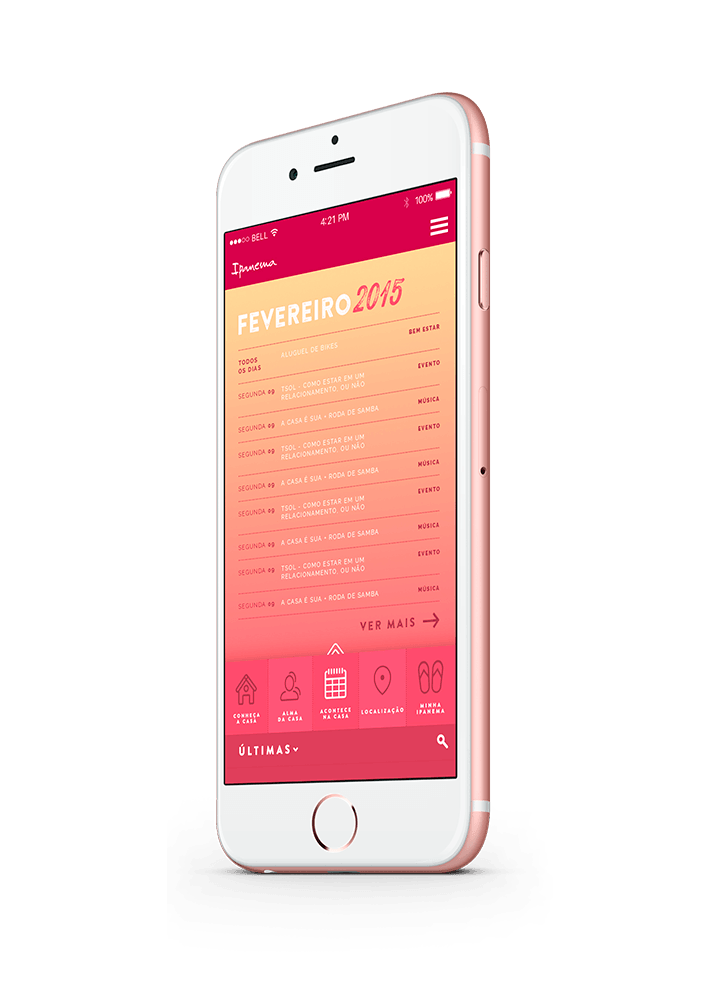 ●●●○○ BELL 4:21 PM 100%
Ipanema
FEVEREIRO 2015
TODOS OS DIAS ALUGUEL DE BIKES BEM ESTAR
SEGUNDA 09 TSOL - COMO ESTAR EM UM RELACIONAMENTO, OU NÃO EVENTO
SEGUNDA 09 A CASA É SUA • RODA DE SAMBA MÚSICA
SEGUNDA 09 TSOL - COMO ESTAR EM UM RELACIONAMENTO, OU NÃO EVENTO
SEGUNDA 09 A CASA É SUA • RODA DE SAMBA MÚSICA
SEGUNDA 09 TSOL - COMO ESTAR EM UM RELACIONAMENTO, OU NÃO EVENTO
SEGUNDA 09 A CASA É SUA • RODA DE SAMBA MÚSICA
SEGUNDA 09 TSOL - COMO ESTAR EM UM RELACIONAMENTO, OU NÃO EVENTO
SEGUNDA 09 A CASA É SUA • RODA DE SAMBA MÚSICA
VER MAIS →
CONHEÇA A CASA
ALMA DA CASA
ACONTECE NA CASA
LOCALIZAÇÃO
MINHA IPANEMA
ÚLTIMAS